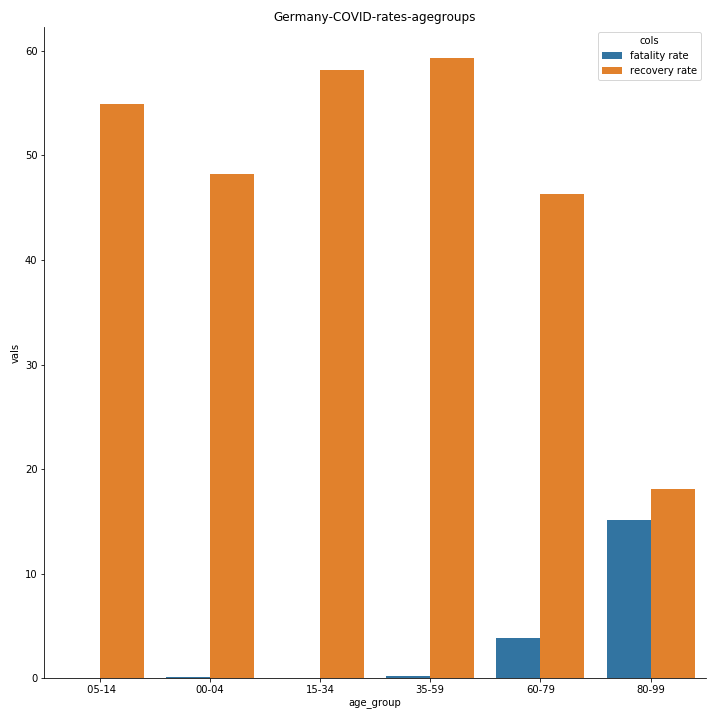 Germany-COVID-rates-agegroups
cols
fatality rate
recovery rate
60
50
40
30
20
10
0
vals
05-14 00-04 15-34 35-59 60-79 80-99
age_group